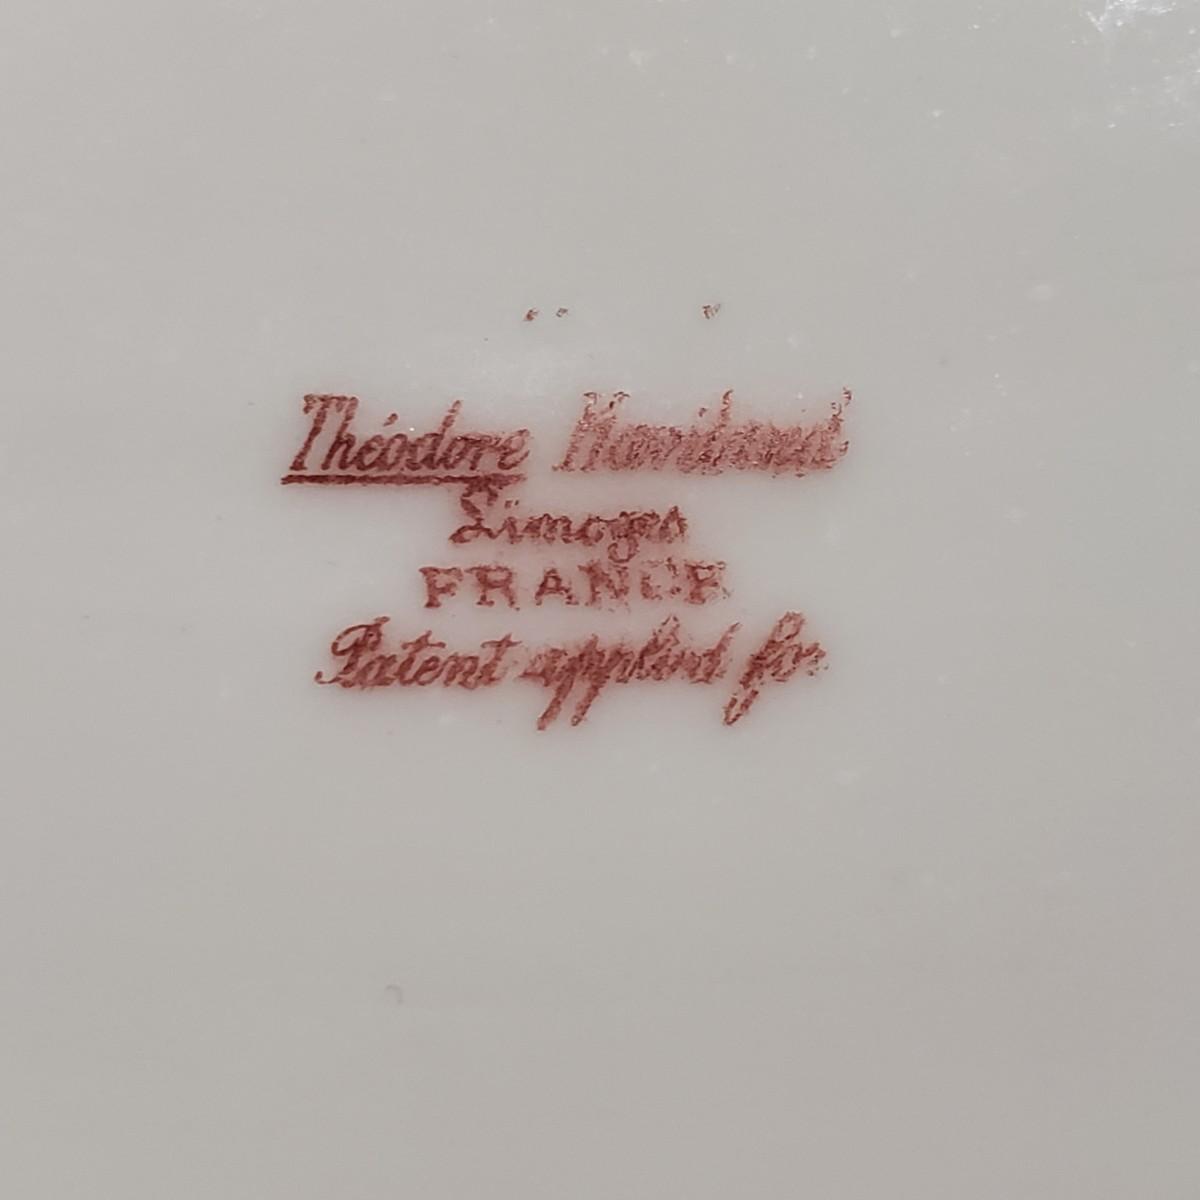 Théodore Haviland
Limoges
FRANCE
Patent applied for